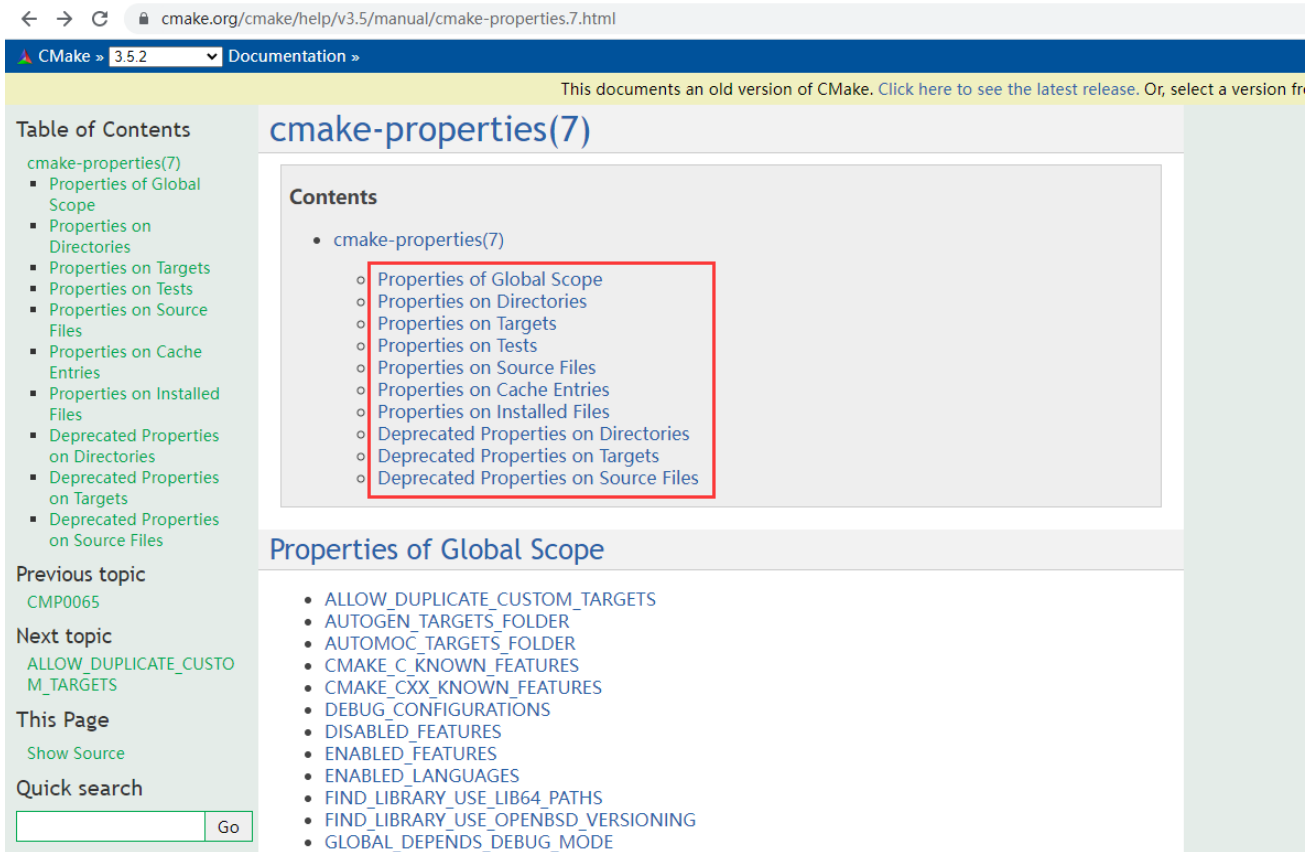 cmake.org/cmake/help/v3.5/manual/cmake-properties.7.html
CMake » 3.5.2 Documentation »
This documents an old version of CMake. Click here to see the latest release. Or, select a version
Table of Contents
cmake-properties(7)
Properties of Global
Scope
Properties on
Directories
Properties on Targets
Properties on Tests
Properties on Source
Files
Properties on Cache
Entries
Properties on Installed
Files
Deprecated Properties
on Directories
Deprecated Properties
on Targets
Deprecated Properties
on Source Files
Previous topic
CMP0065
Next topic
ALLOW_DUPLICATE_CUSTO
M_TARGETS
This Page
Show Source
Quick search
Go
cmake-properties(7)
Contents
cmake-properties(7)
Properties of Global Scope
Properties on Directories
Properties on Targets
Properties on Tests
Properties on Source Files
Properties on Cache Entries
Properties on Installed Files
Deprecated Properties on Directories
Deprecated Properties on Targets
Deprecated Properties on Source Files
Properties of Global Scope
ALLOW_DUPLICATE_CUSTOM_TARGETS
AUTOGEN_TARGETS_FOLDER
AUTOMOC_TARGETS_FOLDER
CMAKE_C_KNOWN_FEATURES
CMAKE_CXX_KNOWN_FEATURES
DEBUG_CONFIGURATIONS
DISABLED_FEATURES
ENABLED_FEATURES
ENABLED_LANGUAGES
FIND_LIBRARY_USE_LIB64_PATHS
FIND_LIBRARY_USE_OPENBSD_VERSIONING
GLOBAL_DEPENDS_DEBUG_MODE